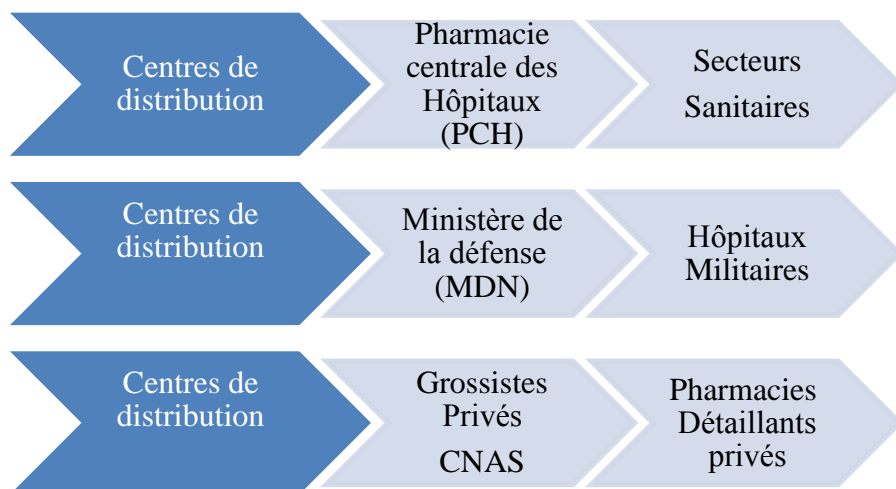 Centres de
distribution
Pharmacie
centrale des
Hôpitaux
(PCH)
Secteurs
Sanitaires
Centres de
distribution
Ministère de
la défense
(MDN)
Hôpitaux
Militaires
Centres de
distribution
Grossistes
Privés
CNAS
Pharmacies
Détaillants
privés